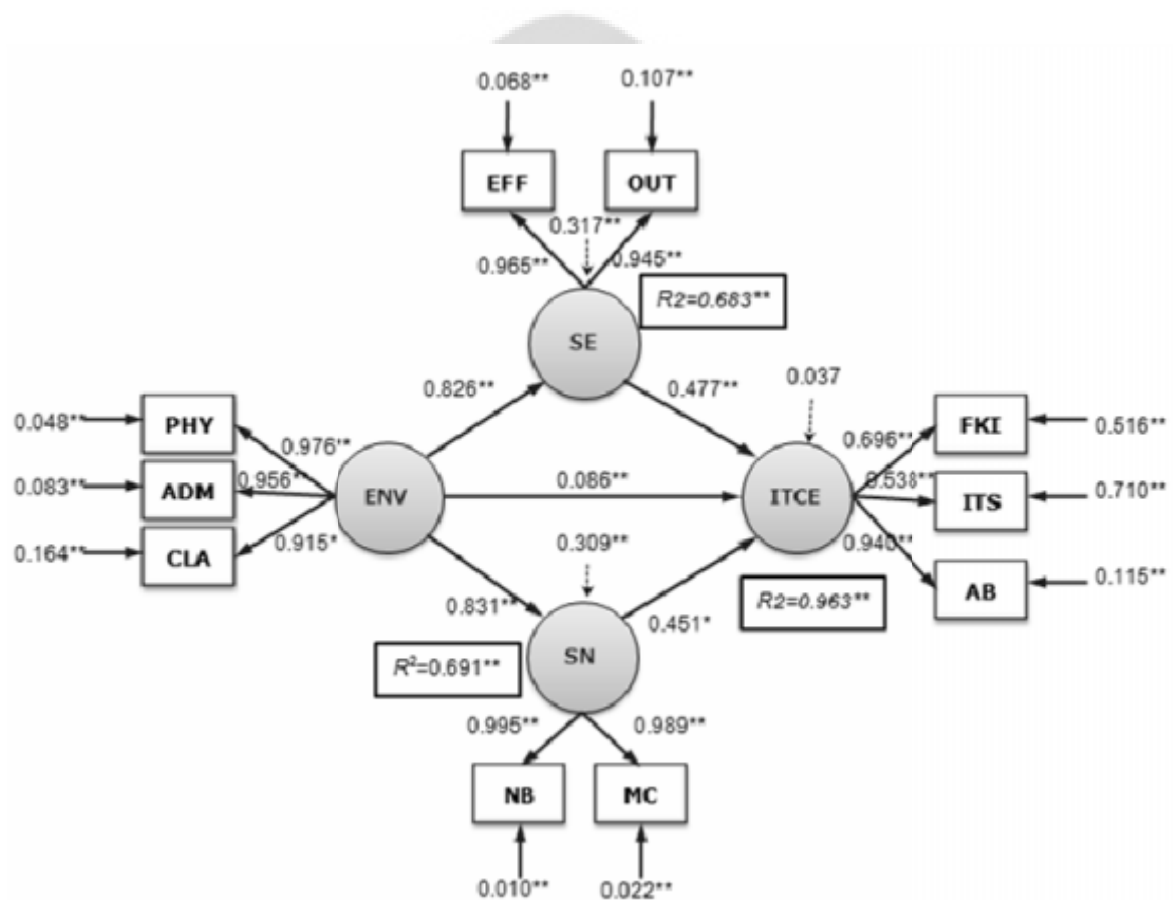 0.068**
0.107**
EFF
OUT
0.317**
0.965**
0.945**
R2=0.683**
SE
0.826**
0.477**
0.037
0.048**
PHY
0.976**
FKI
0.516**
0.696**
0.083**
ADM
0.956*
ENV
0.086**
ITCE
0.538**
ITS
0.710**
0.164**
CLA
0.915*
0.309**
0.940**
AB
0.115**
0.831**
0.451*
R2=0.963**
SN
R²=0.691**
0.995**
0.989**
NB
MC
0.010**
0.022**